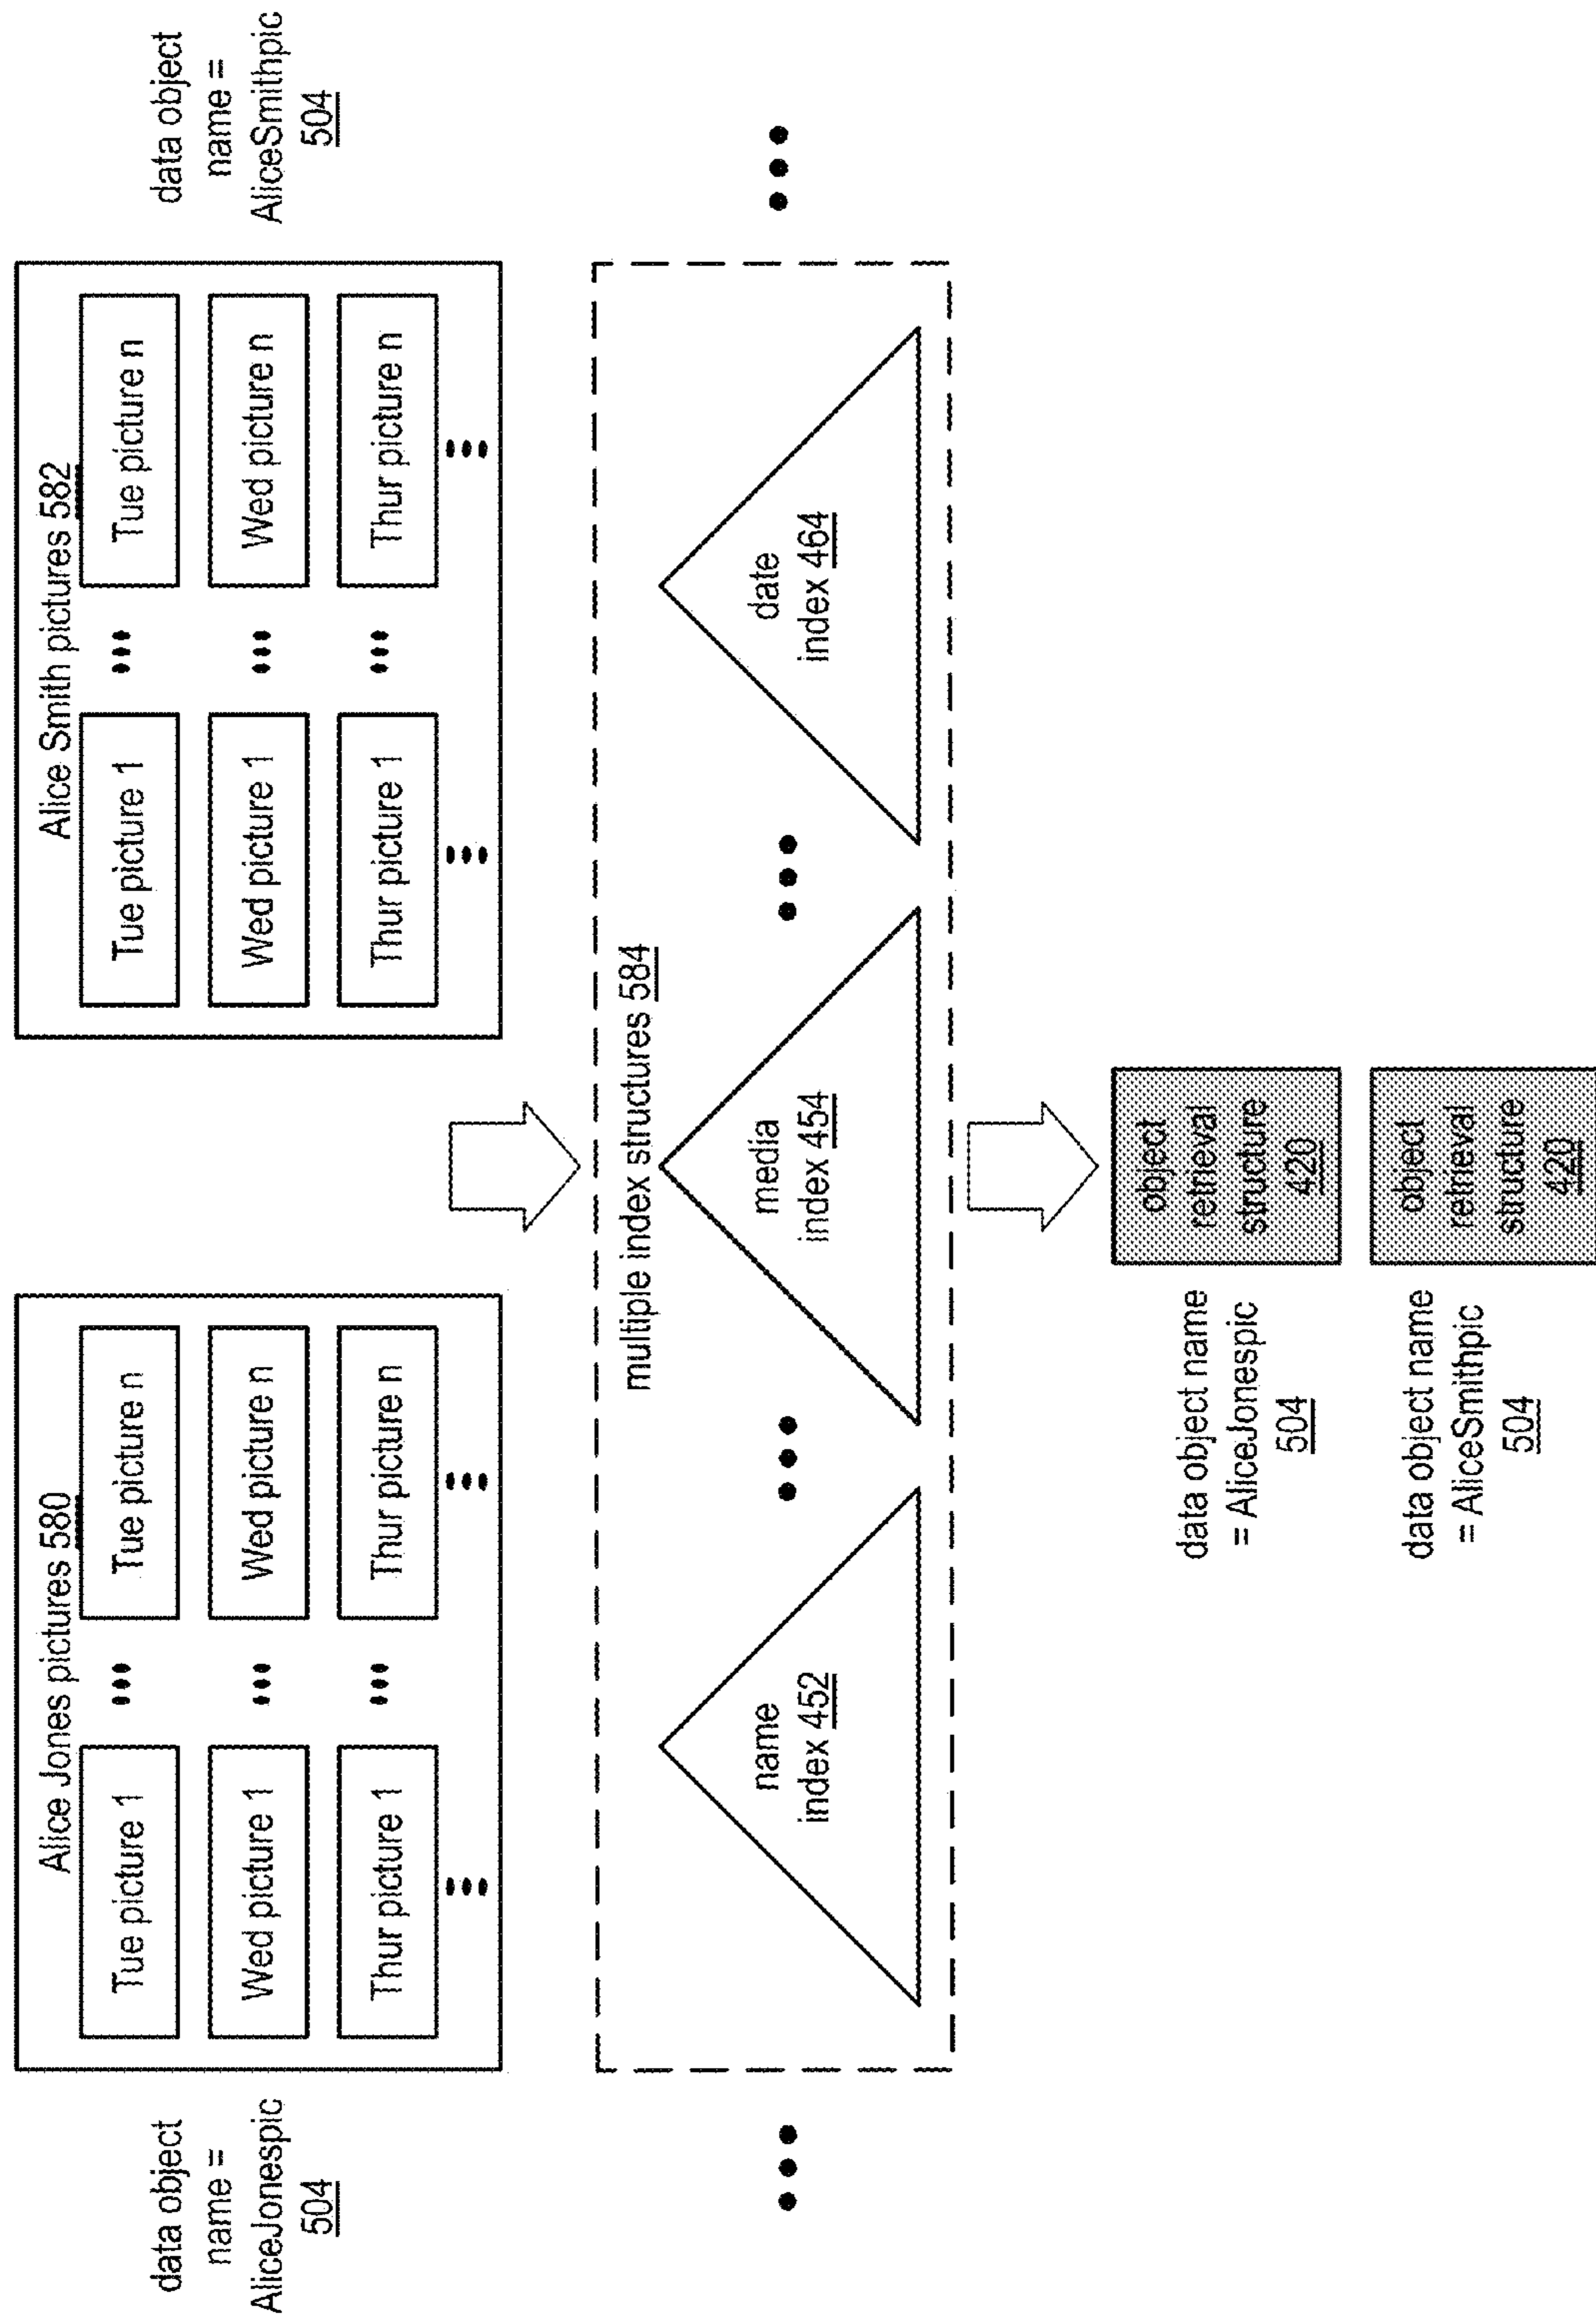 data object
name =
AliceJonespic
504
Alice Jones pictures 580
Tue picture 1
Tue picture n
Wed picture 1
Wed picture n
Thur picture 1
Thur picture n
Alice Smith pictures 582
Tue picture 1
Tue picture n
Wed picture 1
Wed picture n
Thur picture 1
Thur picture n
data object
name =
AliceSmithpic
504
multiple index structures 584
name
index 452
media
index 454
date
index 464
data object name
= AliceJonespic
504
object
retrieval
structure
420
data object name
= AliceSmithpic
504
object
retrieval
structure
420